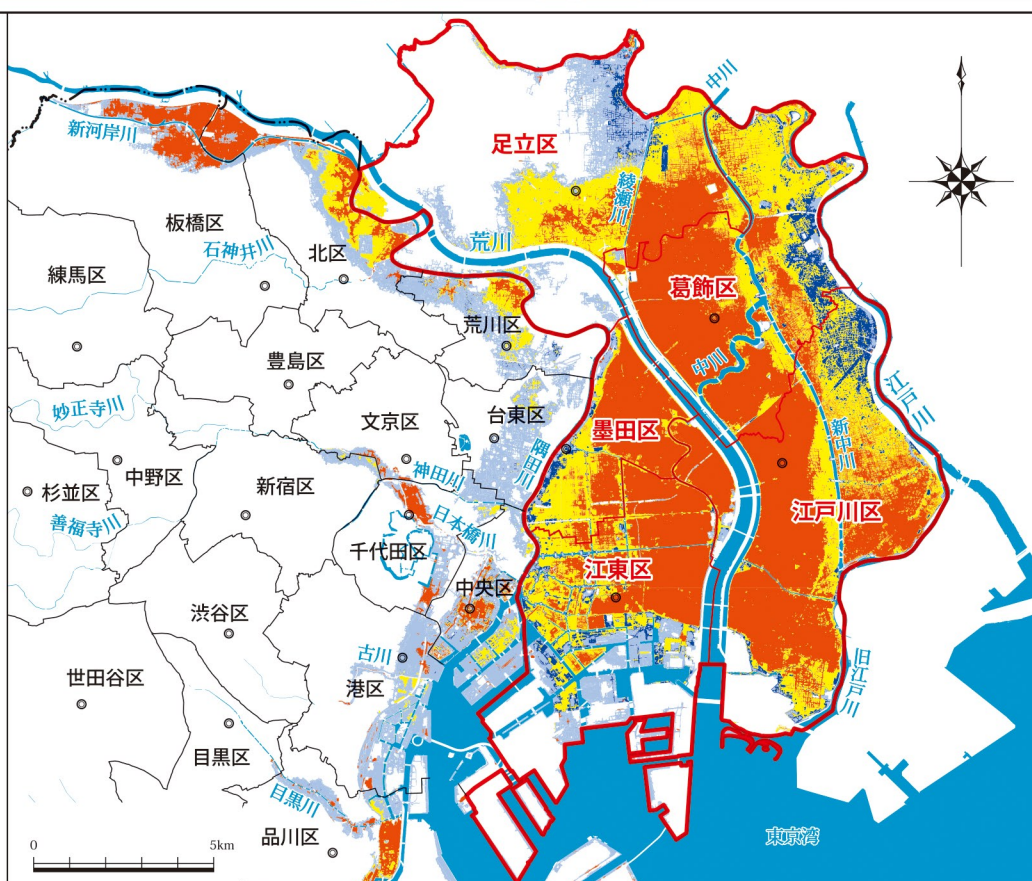 中川
新河岸川
足立区
綾瀬川
板橋区
石神井川
北区
荒川
練馬区
葛飾区
荒川区
豊島区
中川
江戸川
妙正寺川
文京区
台東区
隅田川
墨田区
新中川
中野区
杉並区
新宿区
神田川
善福寺川
日本橋川
江戸川区
千代田区
江東区
中央区
渋谷区
古川
旧江戸川
世田谷区
港区
目黒区
目黒川
品川区
東京湾
0 5km